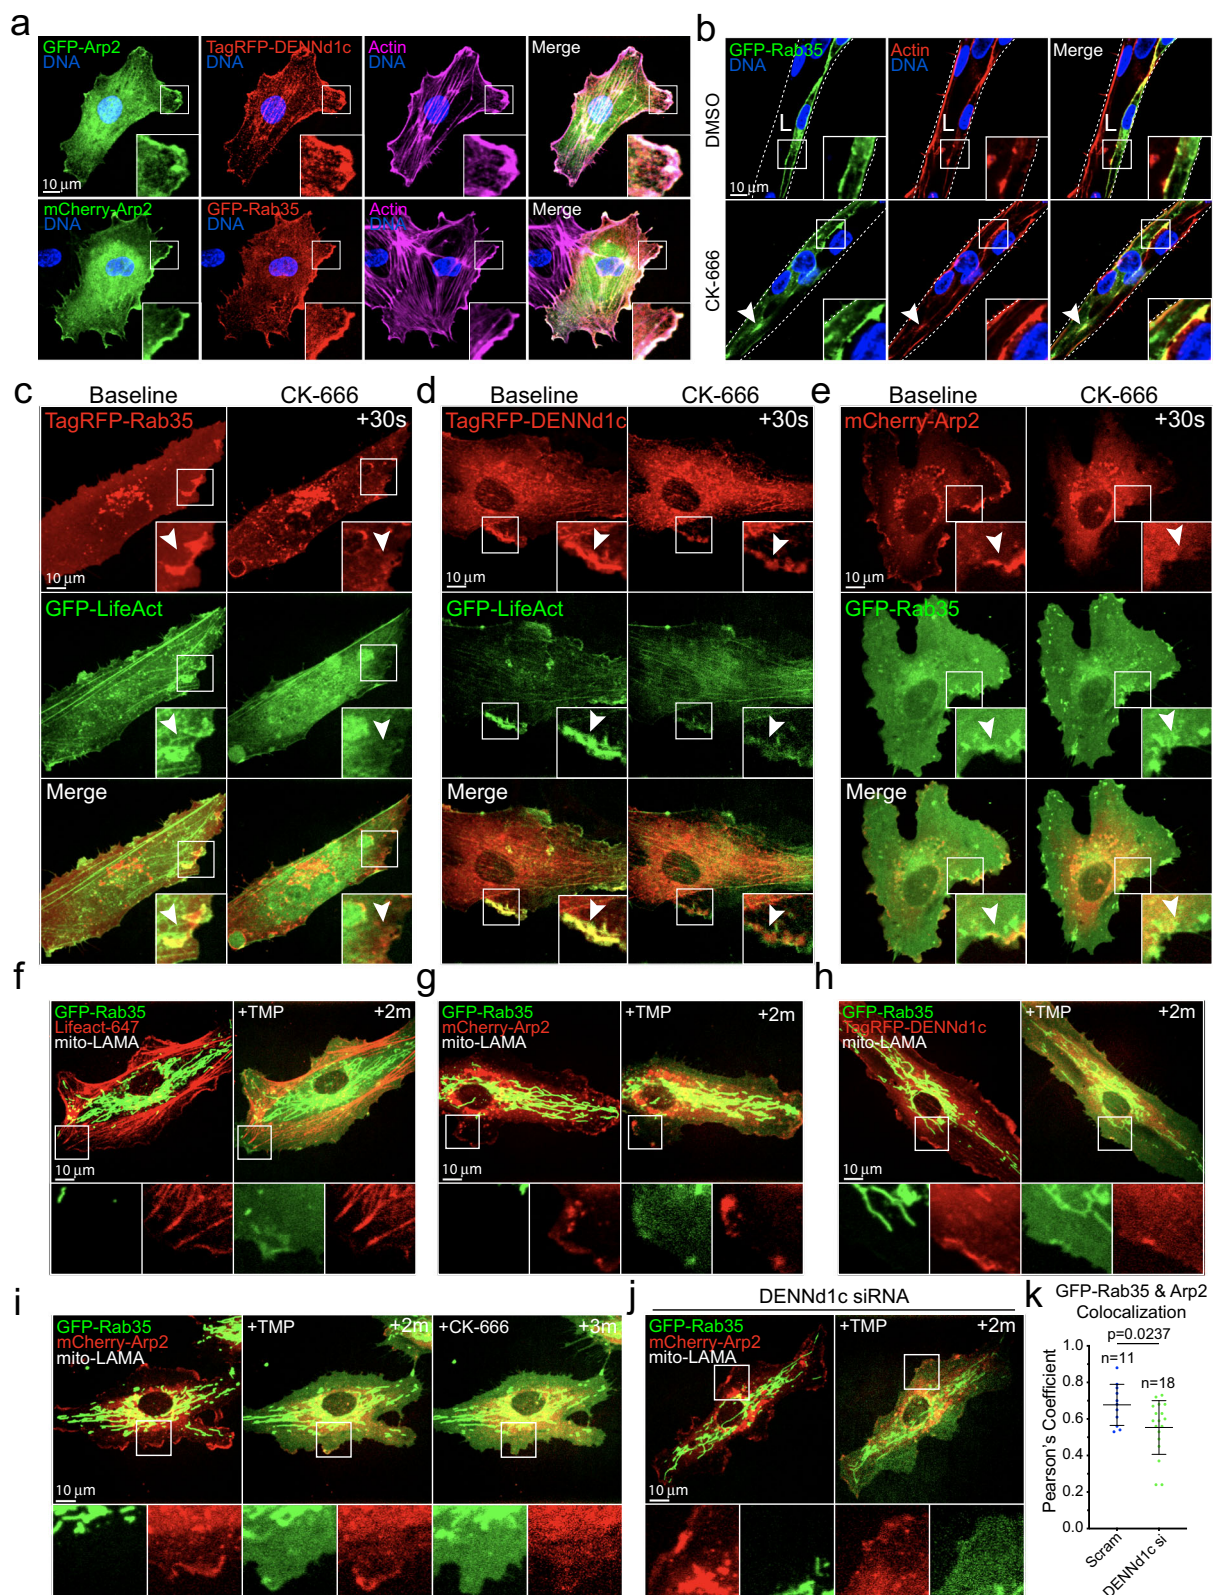 a
GFP-Arp2
DNA
TagRFP-DENNd1c
DNA
Actin
DNA
Merge
10 μm
mCherry-Arp2
DNA
GFP-Rab35
DNA
Actin
DNA
Merge
10 μm
b
DMSO
GFP-Rab35
DNA
Actin
DNA
Merge
L
L
10 μm
CK-666
10 μm
c
Baseline
CK-666
TagRFP-Rab35
+30s
10 μm
GFP-LifeAct
Merge
d
Baseline
CK-666
TagRFP-DENNd1c
+30s
10 μm
GFP-LifeAct
Merge
e
Baseline
CK-666
mCherry-Arp2
+30s
10 μm
GFP-Rab35
Merge
f
GFP-Rab35
Lifeact-647
mito-LAMA
+TMP
+2m
10 μm
g
GFP-Rab35
mCherry-Arp2
mito-LAMA
+TMP
+2m
10 μm
h
GFP-Rab35
TagRFP-DENNd1c
mito-LAMA
+TMP
+2m
10 μm
i
GFP-Rab35
mCherry-Arp2
mito-LAMA
+TMP
+2m
+CK-666
+3m
10 μm
j
DENNd1c siRNA
GFP-Rab35
mCherry-Arp2
mito-LAMA
+TMP
+2m
10 μm
k
GFP-Rab35 & Arp2
Colocalization
p=0.0237
n=11
n=18
Pearson's Coefficient
1.0
0.8
0.6
0.4
0.2
0.0
Scram
DENNd1c si